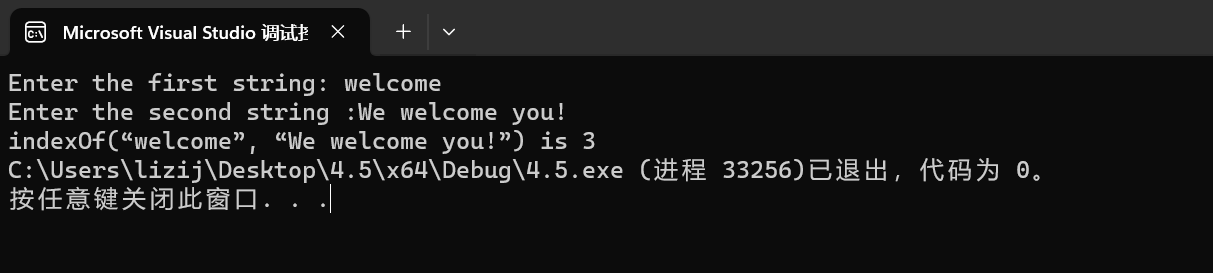 Microsoft Visual Studio 调试
Enter the first string: welcome
Enter the second string :We welcome you!
indexOf(“welcome”, “We welcome you!”) is 3
C:\Users\lizij\Desktop\4.5\x64\Debug\4.5.exe (进程 33256)已退出，代码为 0。
按任意键关闭此窗口. . .